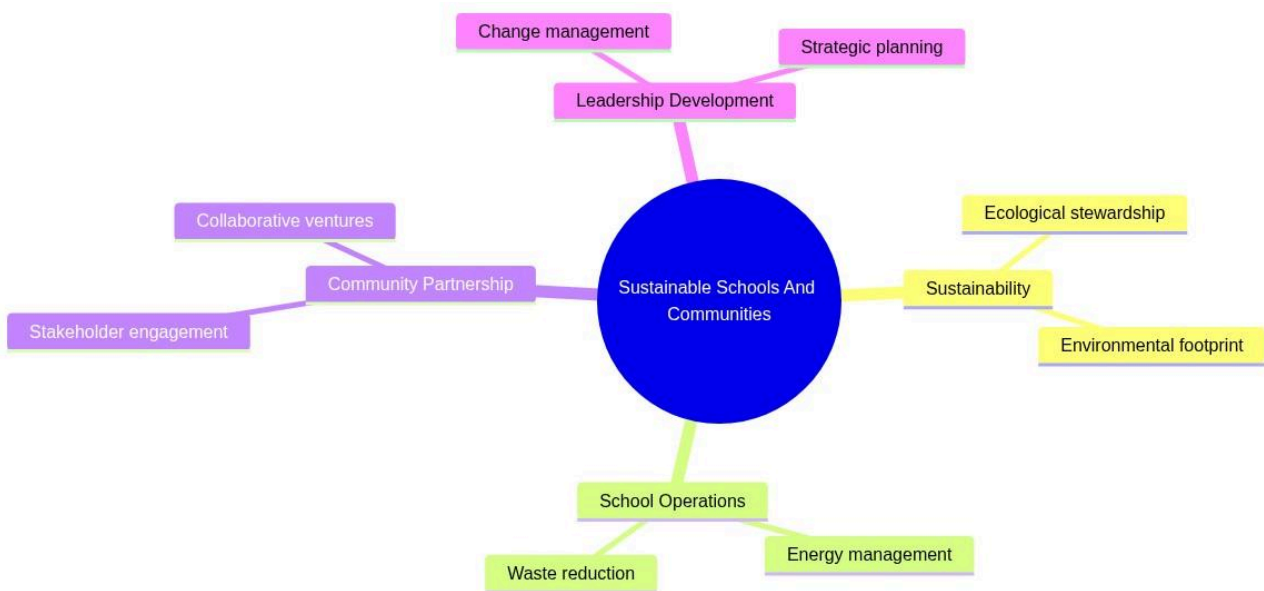 Change management
Strategic planning
Leadership Development
Collaborative ventures
Ecological stewardship
Community Partnership
Sustainable Schools And
Communities
Sustainability
Stakeholder engagement
Environmental footprint
School Operations
Waste reduction
Energy management